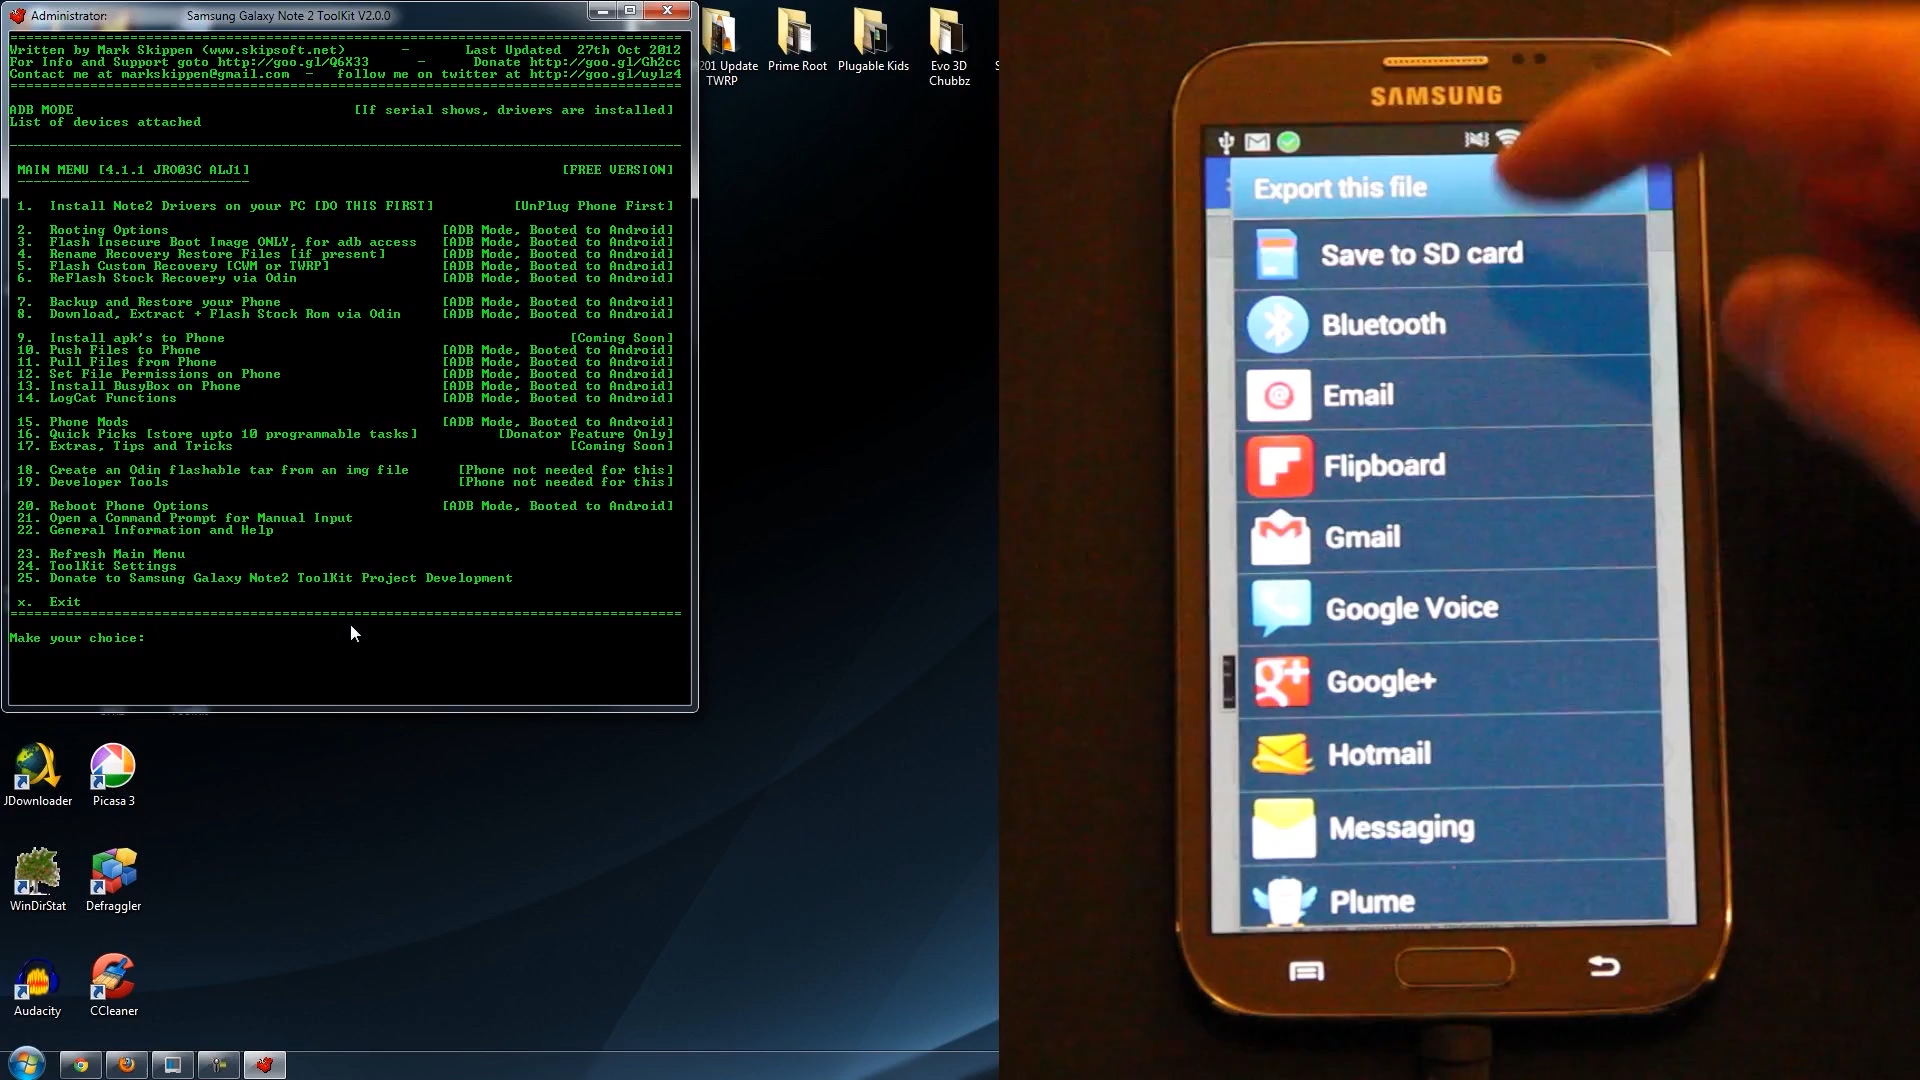 Administrator: Samsung Galaxy Note 2 ToolKit V2.0.0
Written by Mark Skippen (www.skipsoft.net) - Last Updated 27th Oct 2012
For Info and Support goto http://goo.gl/Q6X33 - Donate http://goo.gl/Gh2cc
Contact me at markskippen@gmail.com - follow me on twitter at http://goo.gl/uylz4
ADB MODE [If serial shows, drivers are installed]
List of devices attached
MAIN MENU [4.1.1 JRO03C ALJ1] [FREE VERSION]
1. Install Note2 Drivers on your PC [DO THIS FIRST] [UnPlug Phone First]
2. Rooting Options [ADB Mode, Booted to Android]
3. Flash Insecure Boot Image ONLY, for adb access [ADB Mode, Booted to Android]
4. Rename Recovery Restore Files [if present] [ADB Mode, Booted to Android]
5. Flash Custom Recovery [CWM or TWRP] [ADB Mode, Booted to Android]
6. ReFlash Stock Recovery via Odin [ADB Mode, Booted to Android]
7. Backup and Restore your Phone [ADB Mode, Booted to Android]
8. Download, Extract + Flash Stock Rom via Odin [ADB Mode, Booted to Android]
9. Install apk's to Phone [Coming Soon]
10. Push Files to Phone [ADB Mode, Booted to Android]
11. Pull Files from Phone [ADB Mode, Booted to Android]
12. Set File Permissions on Phone [ADB Mode, Booted to Android]
13. Install BusyBox on Phone [ADB Mode, Booted to Android]
14. LogCat Functions [ADB Mode, Booted to Android]
15. Phone Mods [ADB Mode, Booted to Android]
16. Quick Picks [store upto 10 programmable tasks] [Donator Feature Only]
17. Extras, Tips and Tricks [Coming Soon]
18. Create an Odin flashable tar from an img file [Phone not needed for this]
19. Developer Tools [Phone not needed for this]
20. Reboot Phone Options [ADB Mode, Booted to Android]
21. Open a Command Prompt for Manual Input
22. General Information and Help
23. Refresh Main Menu
24. ToolKit Settings
25. Donate to Samsung Galaxy Note2 ToolKit Project Development
x. Exit
Make your choice:
201 Update
TWRP
Prime Root
Plugable Kids
Evo 3D
Chubbz
JDownloader
Picasa 3
WinDirStat
Defraggler
Audacity
CCleaner
SAMSUNG
Export this file
Save to SD card
Bluetooth
Email
Flipboard
Gmail
Google Voice
Google+
Hotmail
Messaging
Plume